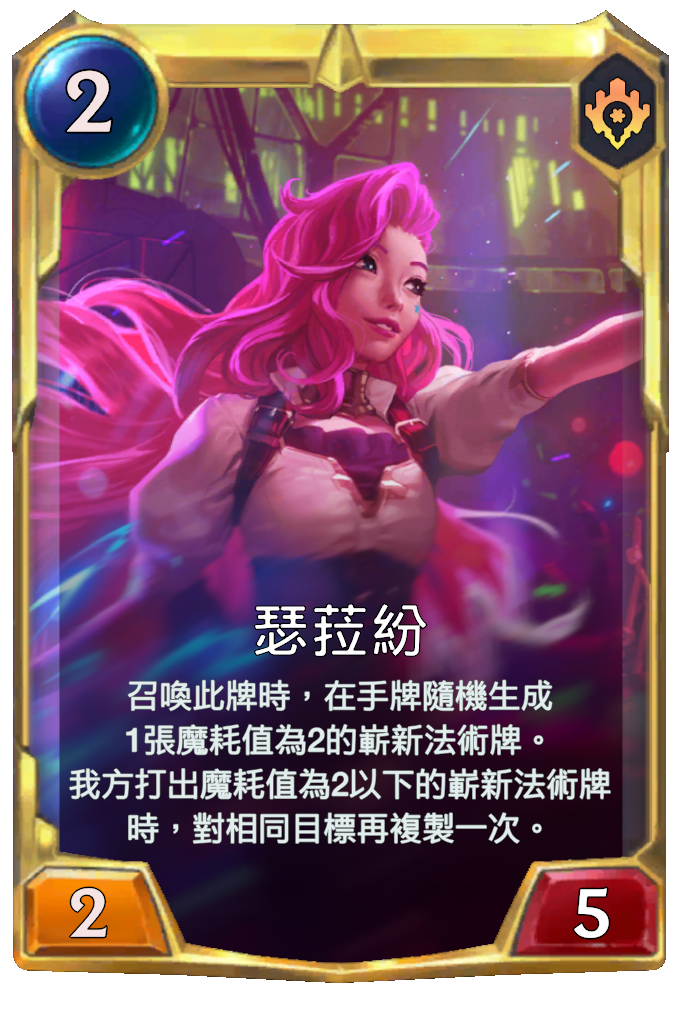 2
瑟菈紛
召喚此牌時，在手牌隨機生成
1張魔耗值為2的嶄新法術牌。
我方打出魔耗值為2以下的嶄新法術牌
時，對相同目標再複製一次。
2
5